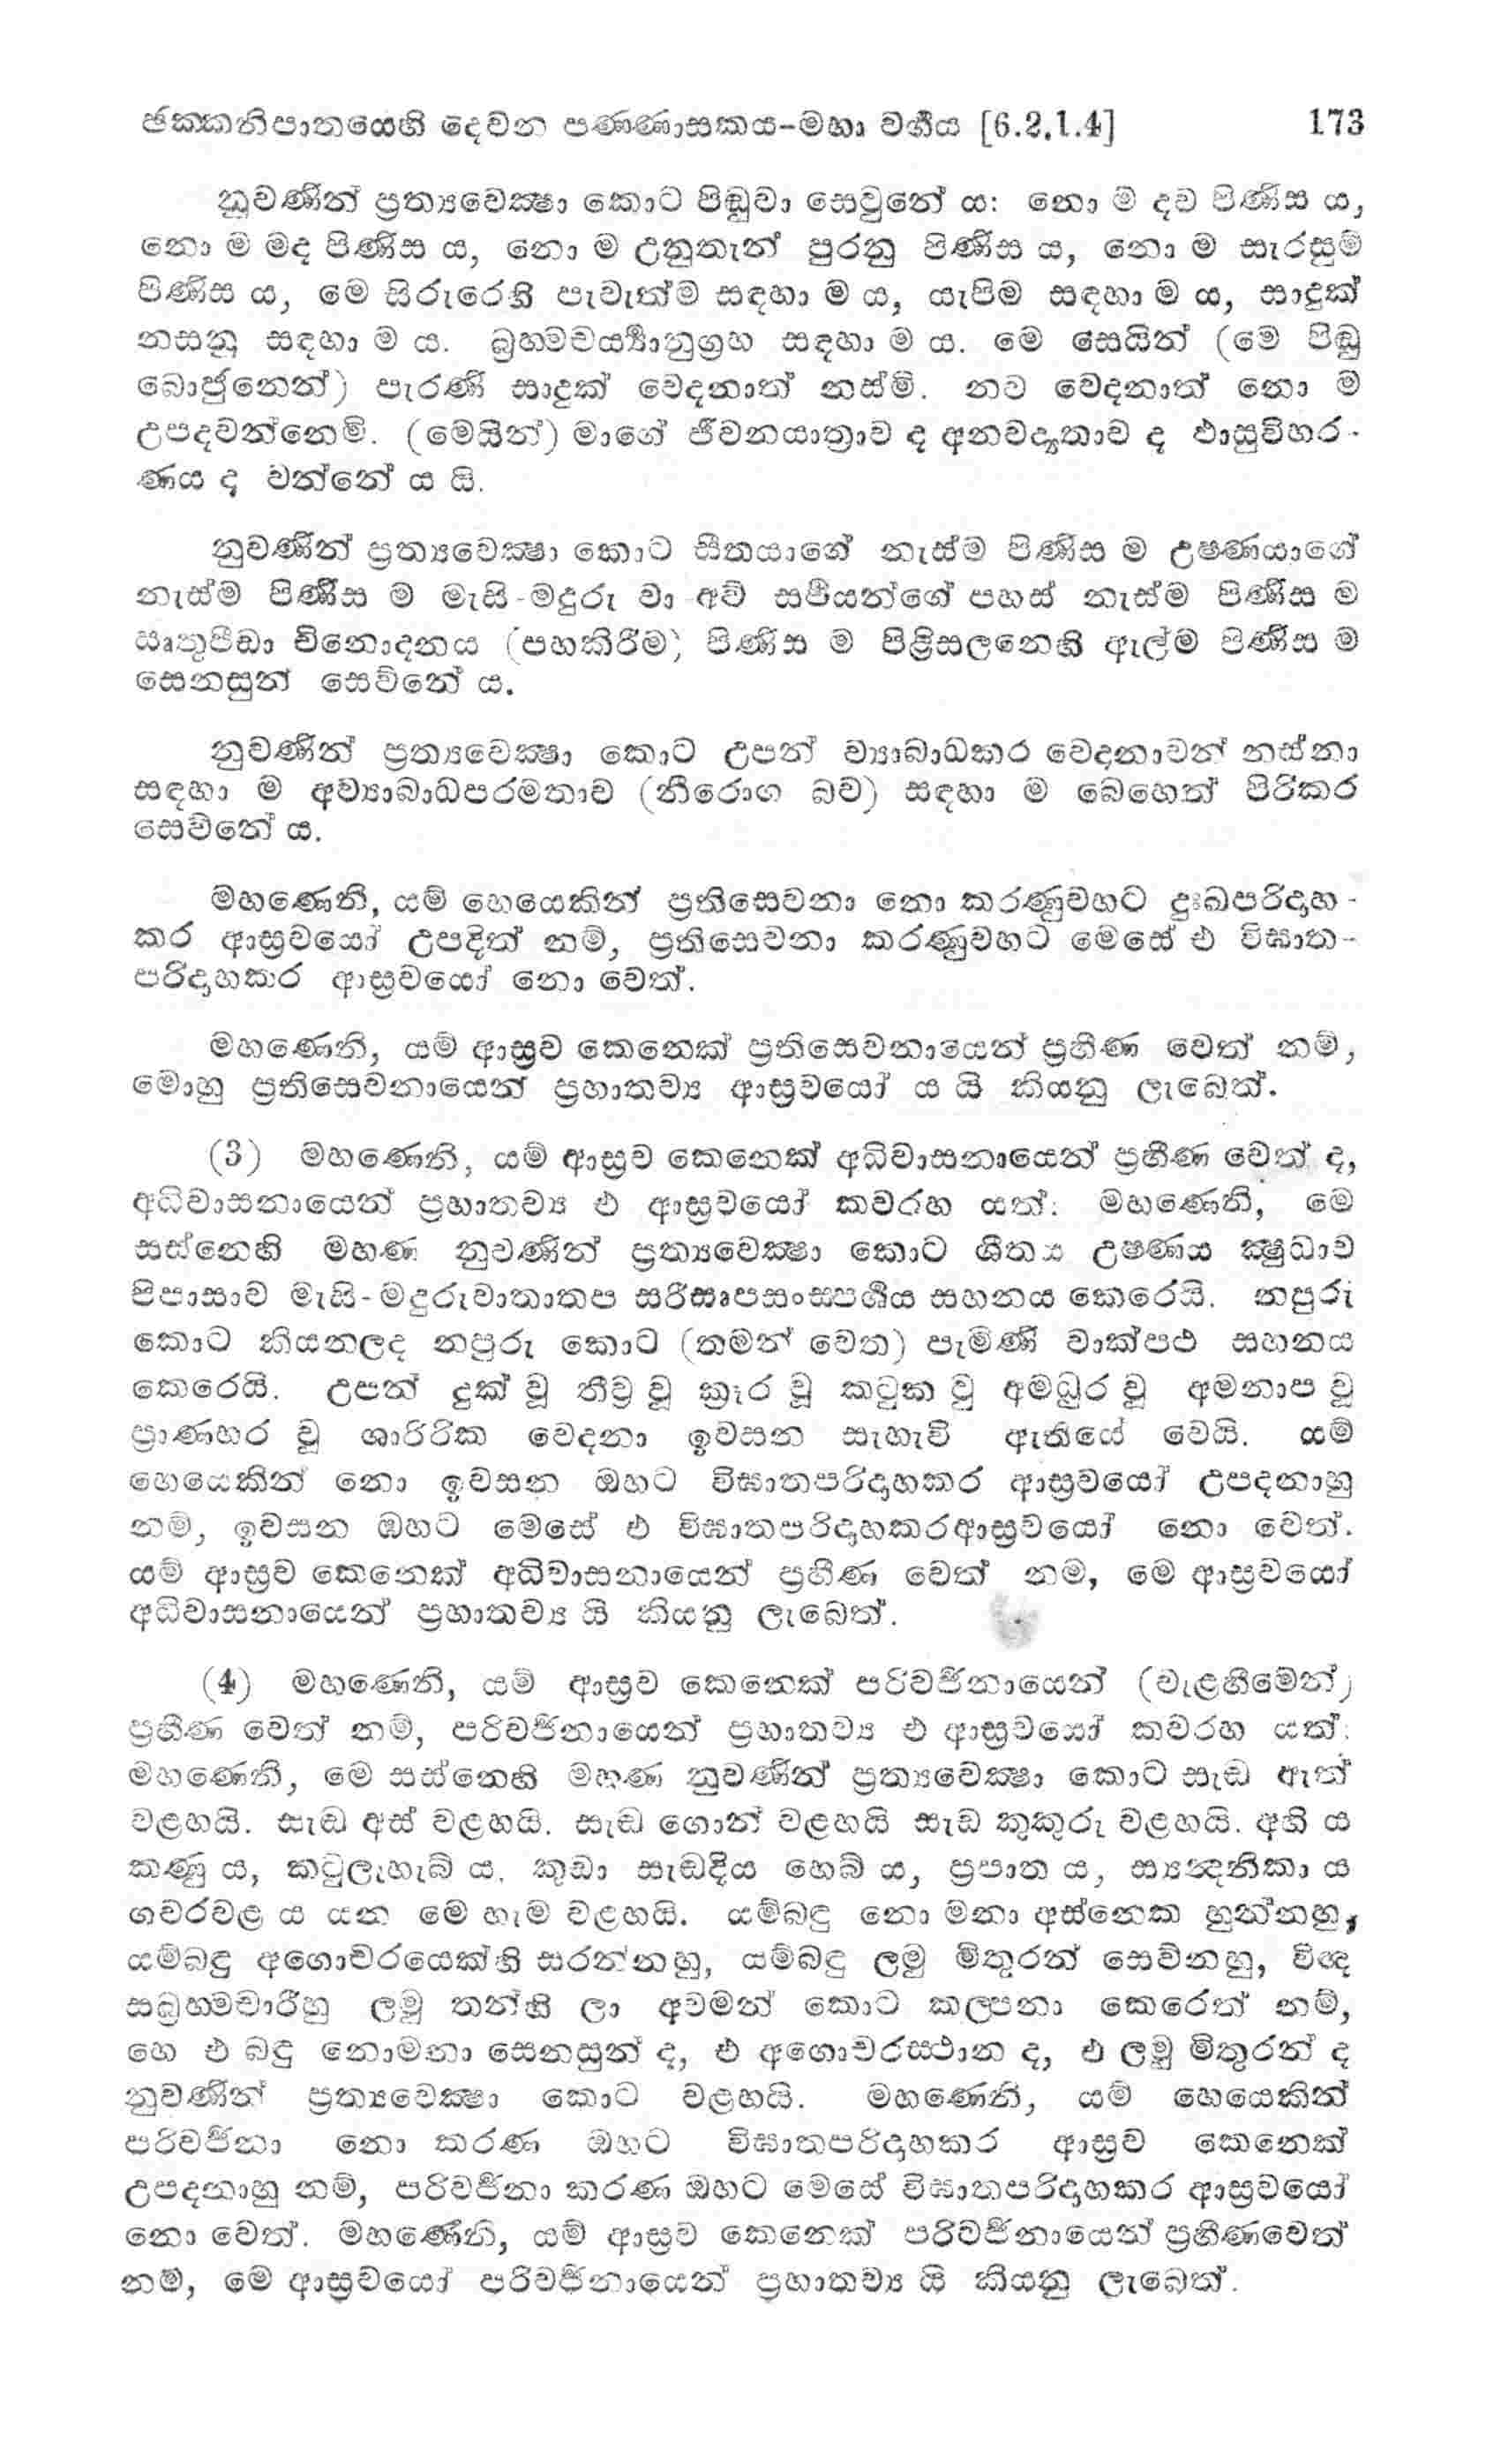 ඡක්කනිපාතයෙහි දෙවන පණ්ණාසකය-මහා වර්‍ගය [6.2.1.4] 173
නුවණින් ප්‍රත්‍යවෙක්‍ෂා කොට පිඬුවා සෙවුනේ ය: නො ම දව පිණිස ය,
නො ම මද පිණිස ය, නො ම උනුතැන් පුරනු පිණිස ය, නො ම සැරසුම්
පිණිස ය, මේ සිරුරෙහි පැවැත්ම සඳහා ම ය, යැපීම සඳහා ම ය, සාදුක්
නසනු සඳහා ම ය. බ්‍රහ්මචර්‍ය්‍යානුග්‍රහ සඳහා ම ය. මෙ සෙයින් (මෙ පිඬු
බොජුනෙන්) පැරණි සාදුක් වෙදනාත් නස්මි. නව වෙදනාත් නො ම
උපදවන්නෙමි. (මෙයින්) මාගේ ජීවනයාත්‍රාව ද අනවද්‍යතාව ද ඵාසුවිහර-
ණය ද වන්නේ ය යි.
නුවණින් ප්‍රත්‍යවෙක්‍ෂා කොට සීතයාගේ නැස්ම පිණිස ම උෂ්ණයාගේ
නැස්ම පිණිස ම මැසි-මදුරු වා අව් සර්‍පයන්ගේ පහස් නැස්ම පිණිස ම
ඍතුපීඩා විනොදනය (පහකිරීම) පිණිස ම පිළිසලනෙහි ඇල්ම පිණිස ම
සෙනසුන් සෙව්නේ ය.
නුවණින් ප්‍රත්‍යවෙක්‍ෂා කොට උපන් ව්‍යාබාධකර වෙදනාවන් නස්නා
සඳහා ම අව්‍යාබාධපරමතාව (නීරොග බව) සඳහා ම බෙහෙත් පිරිකර
සෙව්නේ ය.
මහණෙනි, යම් හෙයෙකින් ප්‍රතිසෙවනා නො කරණුවහට දුඃඛපරිදාහ-
කර ආස්‍රවයෝ උපදිත් නම්, ප්‍රතිසෙවනා කරණුවහට මෙසේ එ විඝාත-
පරිදාහකර ආස්‍රවයෝ නො වෙත්.
මහණෙනි, යම් ආස්‍රව කෙනෙක් ප්‍රතිසෙවනායෙන් ප්‍රහීණ වෙත් නම්,
මොහු ප්‍රතිසෙවනායෙන් ප්‍රහාතව්‍ය ආස්‍රවයෝ ය යි කියනු ලැබෙත්.
(3) මහණෙනි, යම් ආස්‍රව කෙනෙක් අධිවාසනායෙන් ප්‍රහීණ වෙත් ද,
අධිවාසනායෙන් ප්‍රහාතව්‍ය එ ආස්‍රවයෝ කවරහ යත්: මහණෙනි, මෙ
සස්නෙහි මහණ නුවණින් ප්‍රත්‍යවෙක්‍ෂා කොට ශීතය උෂ්ණය ක්‍ෂුධාව
පිපාසාව මැසි-මදුරුවාතාතප සරීසෘපසංස්පර්‍ශය සහනය කෙරෙයි. නපුරු
කොට කියනලද නපුරු කොට (තමන් වෙත) පැමිණි වාක්පථ සහනය
කෙරෙයි. උපන් දුක් වූ තීව්‍ර වූ ක්‍රූර වූ කටුක වූ අමධුර වූ අමනාප වූ
ප්‍රාණහර වූ ශාරීරික වෙදනා ඉවසන සැහැවි ඇතියේ වෙයි. යම්
හෙයෙකින් නො ඉවසන ඔහට විඝාතපරිදාහකර ආස්‍රවයෝ උපදනාහු
නම්, ඉවසන ඔහට මෙසේ එ විඝාතපරිදාහකරආස්‍රවයෝ නො වෙත්.
යම් ආස්‍රව කෙනෙක් අධිවාසනායෙන් ප්‍රහීණ වෙත් නම්, මෙ ආස්‍රවයෝ
අධිවාසනායෙන් ප්‍රහාතව්‍ය යි කියනු ලැබෙත්.
(4) මහණෙනි, යම් ආස්‍රව කෙනෙක් පරිවර්‍ජනායෙන් (වැළහීමෙන්)
ප්‍රහීණ වෙත් නම්, පරිවර්‍ජනායෙන් ප්‍රහාතව්‍ය එ ආස්‍රවයෝ කවරහ යත්:
මහණෙනි, මෙ සස්නෙහි මහණ නුවණින් ප්‍රත්‍යවෙක්‍ෂා කොට සැඬ ඇත්
වළහයි. සැඬ අස් වළහයි. සැඬ ගොන් වළහයි සැඬ කුකුරු වළහයි. අහි ය
කණු ය, කටුලැහැබ් ය, කුඩා සැඬදිය හෙබ් ය, ප්‍රපාත ය, ස්‍යන්‍දනිකා ය
ගවරවළ ය යන මෙ හැම වළහයි. යම්බඳු නො මනා අස්නෙක හුන්නහු,
යම්බඳු අගොචරයෙක්හි සරන්නහු, යම්බඳු ලමු මිතුරන් සෙව්නහු, විඥ
සබ්‍රහ්මචාරීහු ලමු තන්හි ලා අවමන් කොට කල්පනා කෙරෙත් නම්,
හෙ එ බඳු නොමනා සෙනසුන් ද, එ අගොචරස්ථාන ද, එ ලමු මිතුරන් ද
නුවණින් ප්‍රත්‍යවෙක්‍ෂා කොට වළහයි. මහණෙනි, යම් හෙයෙකින්
පරිවර්‍ජනා නො කරණ ඔහට විඝාතපරිදාහකර ආස්‍රව කෙනෙක්
උපදනාහු නම්, පරිවර්‍ජනා කරණ ඔහට මෙසේ විඝාතපරිදාහකර ආස්‍රවයෝ
නො වෙත්. මහණෙනි, යම් ආස්‍රව කෙනෙක් පරිවර්‍ජනායෙන් ප්‍රහීණවෙත්
නම්, මෙ ආස්‍රවයෝ පරිවර්‍ජනායෙන් ප්‍රහාතව්‍ය යි කියනු ලැබෙත්.